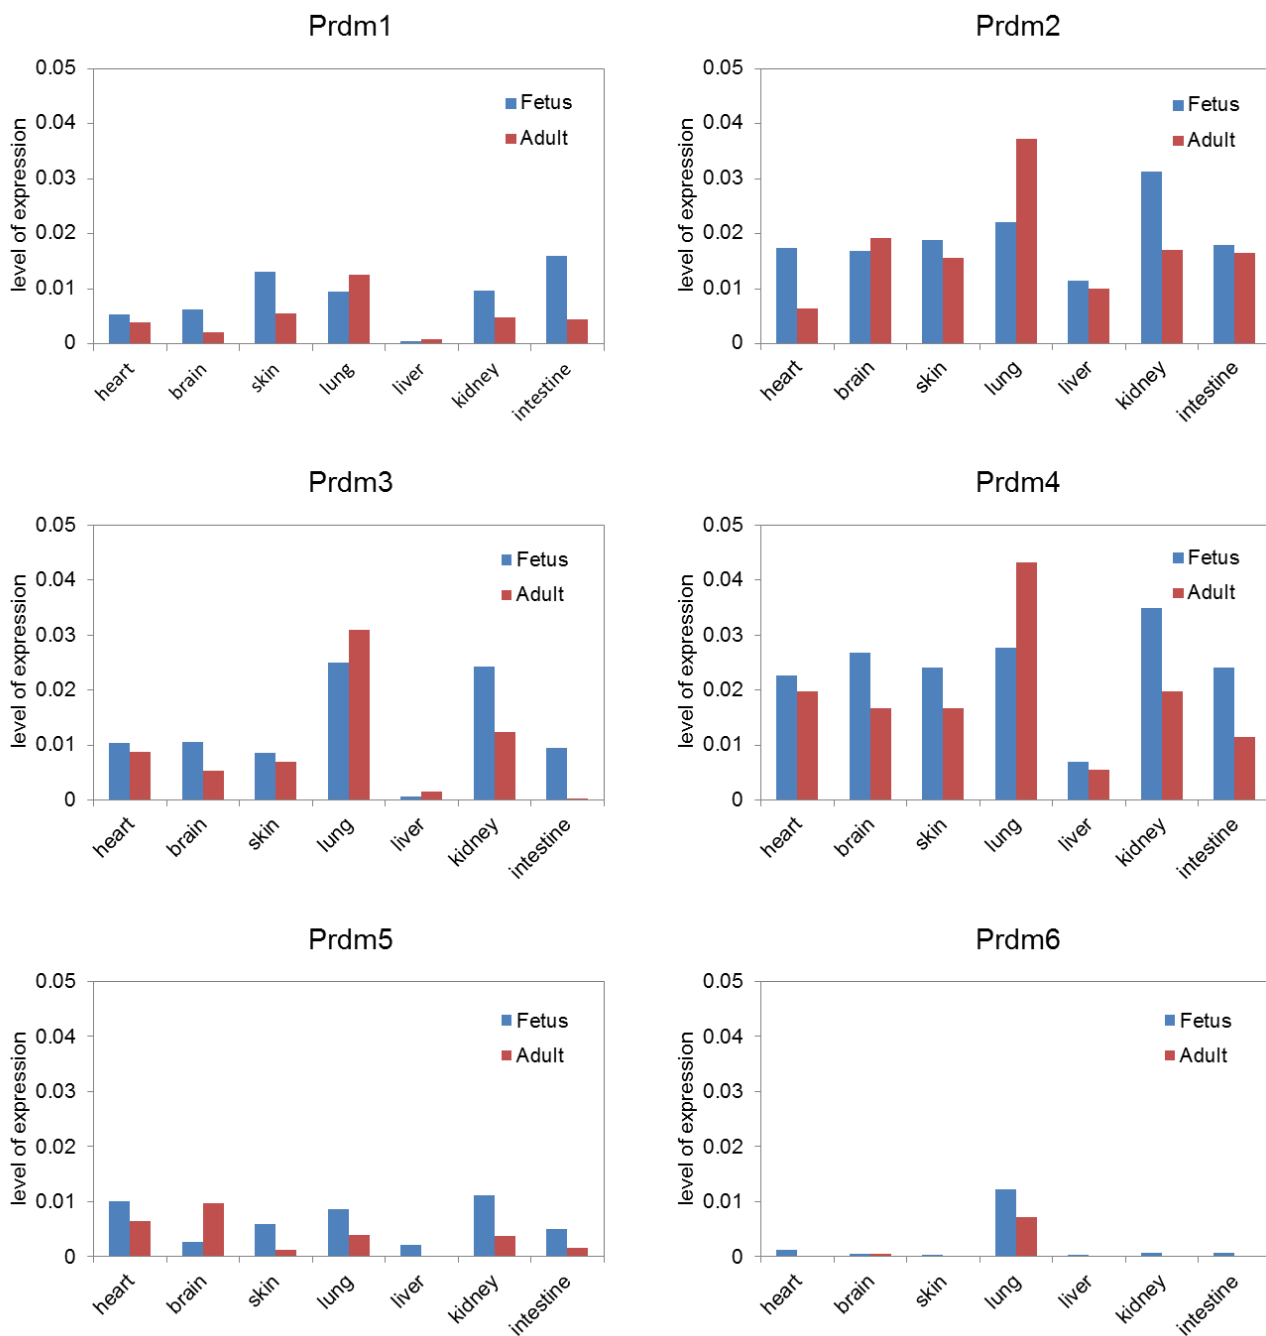 Prdm1
level of expression
0.05
0.04
0.03
0.02
0.01
0
Fetus
Adult
heart
brain
skin
lung
liver
kidney
intestine
Prdm2
level of expression
0.05
0.04
0.03
0.02
0.01
0
Fetus
Adult
heart
brain
skin
lung
liver
kidney
intestine
Prdm3
level of expression
0.05
0.04
0.03
0.02
0.01
0
Fetus
Adult
heart
brain
skin
lung
liver
kidney
intestine
Prdm4
level of expression
0.05
0.04
0.03
0.02
0.01
0
Fetus
Adult
heart
brain
skin
lung
liver
kidney
intestine
Prdm5
level of expression
0.05
0.04
0.03
0.02
0.01
0
Fetus
Adult
heart
brain
skin
lung
liver
kidney
intestine
Prdm6
level of expression
0.05
0.04
0.03
0.02
0.01
0
Fetus
Adult
heart
brain
skin
lung
liver
kidney
intestine